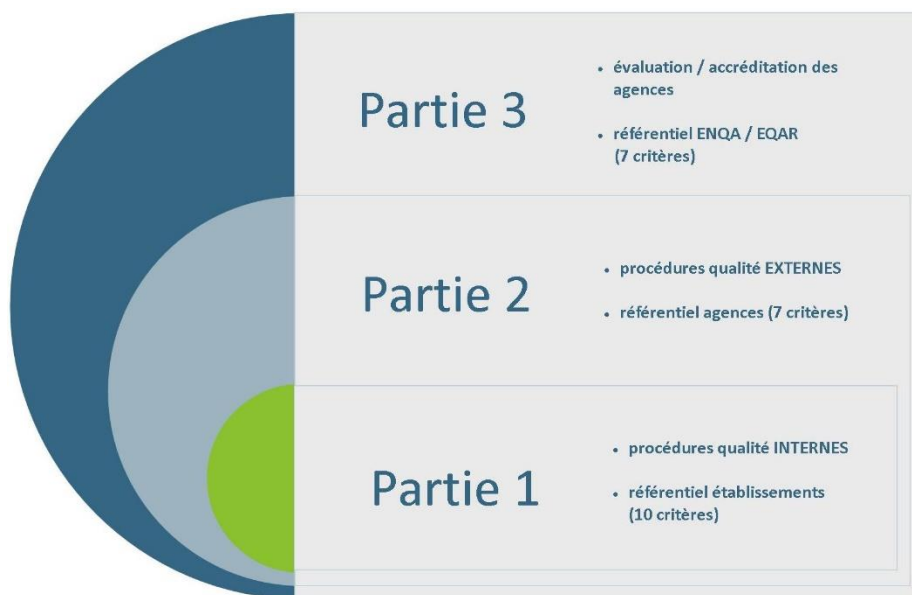 Partie 3
• évaluation / accréditation des
agences
• référentiel ENQA / EQAR
(7 critères)
Partie 2
• procédures qualité EXTERNES
• référentiel agences (7 critères)
Partie 1
• procédures qualité INTERNES
• référentiel établissements
(10 critères)